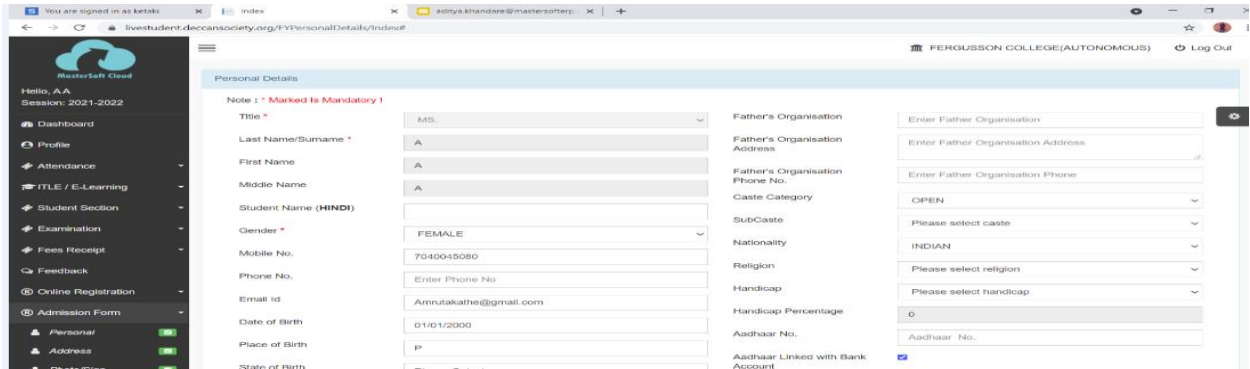 You are signed in as ketaki
Index
aditya.khandare@mastersofterp
livestudent.deccansociety.org/FYPersonalDetails/Index#
MasterSoft Cloud
Hello, A A
Session: 2021-2022
Dashboard
Profile
Attendance
ITLE / E-Learning
Student Section
Examination
Fees Receipt
Feedback
Online Registration
Admission Form
Personal
Address
FERGUSSON COLLEGE(AUTONOMOUS)
Log Out
Personal Details
Note : * Marked Is Mandatory !
Title *
MS.
Last Name/Surname *
A
First Name
A
Middle Name
A
Student Name (HINDI)
Gender *
FEMALE
Mobile No.
7040045080
Phone No.
Enter Phone No
Email Id
Amrutakathe@gmail.com
Date of Birth
01/01/2000
Place of Birth
P
State of Birth
Father's Organisation
Enter Father Organisation
Father's Organisation
Address
Enter Father Organisation Address
Father's Organisation
Phone No.
Enter Father Organisation Phone
Caste Category
OPEN
SubCaste
Please select caste
Nationality
INDIAN
Religion
Please select religion
Handicap
Please select handicap
Handicap Percentage
0
Aadhaar No.
Aadhaar No.
Aadhaar Linked with Bank
Account